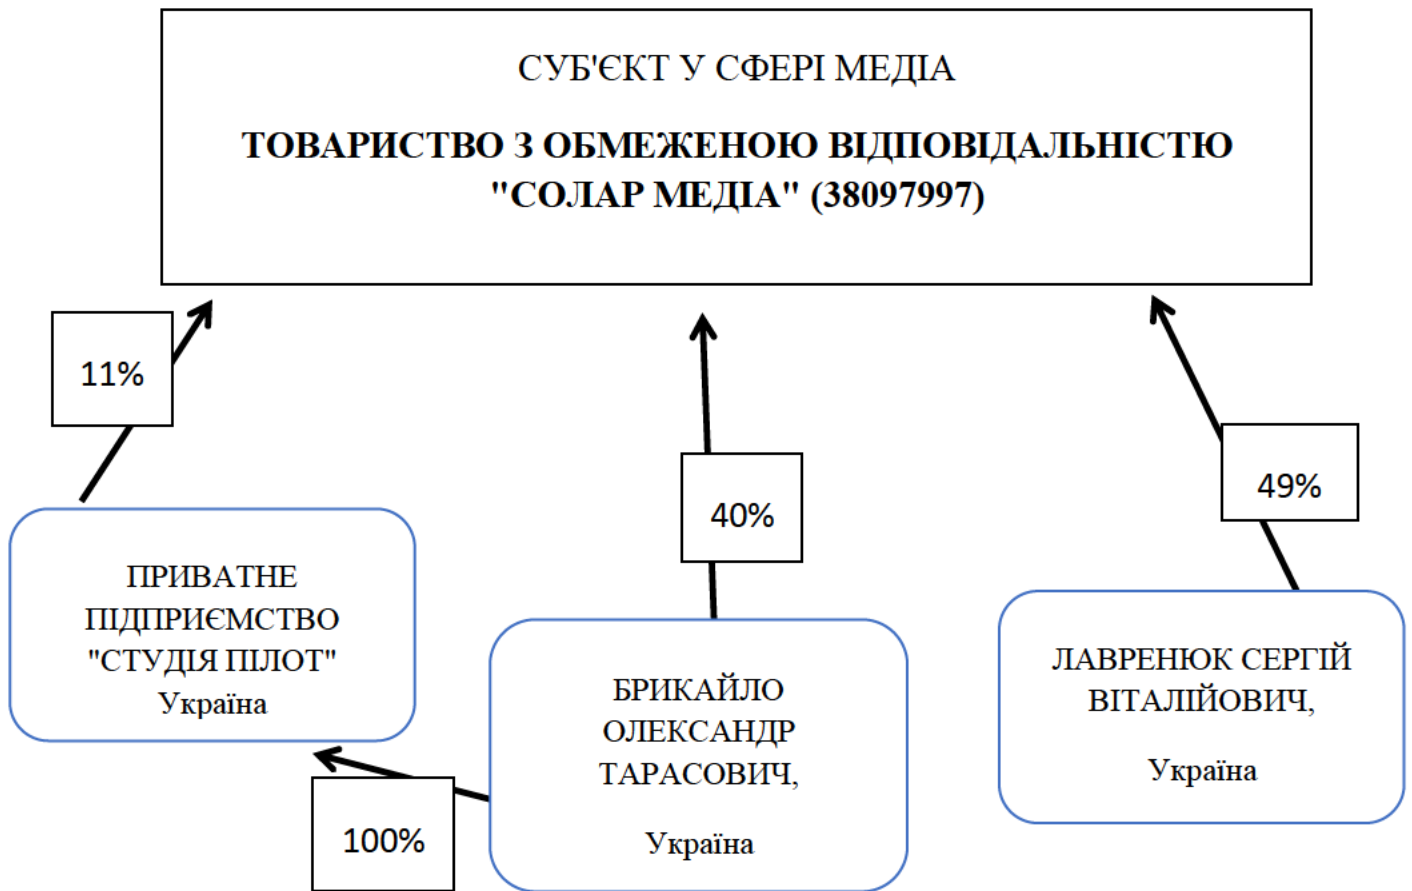 СУБ'ЄКТ У СФЕРІ МЕДІА
ТОВАРИСТВО З ОБМЕЖЕНОЮ ВІДПОВІДАЛЬНІСТЮ
"СОЛАР МЕДІА" (38097997)
11%
40%
49%
ПРИВАТНЕ
ПІДПРИЄМСТВО
"СТУДІЯ ПІЛОТ"
Україна
БРИКАЙЛО
ОЛЕКСАНДР
ТАРАСОВИЧ,
Україна
ЛАВРЕНЮК СЕРГІЙ
ВІТАЛІЙОВИЧ,
Україна
100%